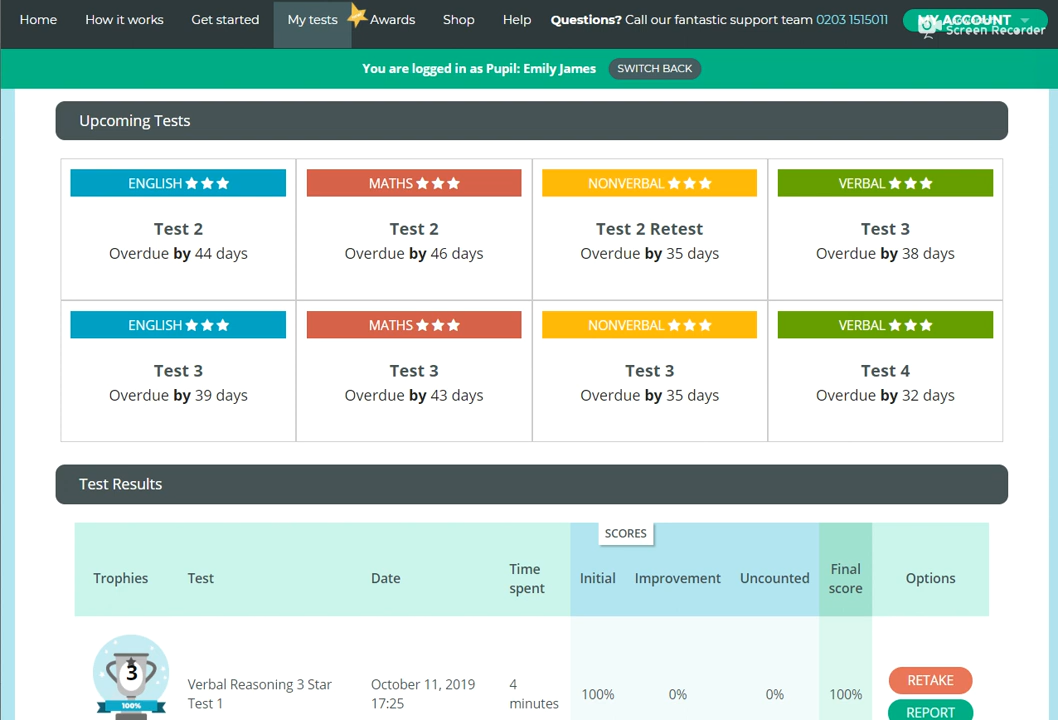 Home How it works Get started My tests Awards Shop Help Questions? Call our fantastic support team 0203 1515011 MY ACCOUNT
Screen Recorder
You are logged in as Pupil: Emily James SWITCH BACK
Upcoming Tests
ENGLISH ★★★ MATHS ★★★ NONVERBAL ★★★ VERBAL ★★★
Test 2 Test 2 Test 2 Retest Test 3
Overdue by 44 days Overdue by 46 days Overdue by 35 days Overdue by 38 days
ENGLISH ★★★ MATHS ★★★ NONVERBAL ★★★ VERBAL ★★★
Test 3 Test 3 Test 3 Test 4
Overdue by 39 days Overdue by 43 days Overdue by 35 days Overdue by 32 days
Test Results
SCORES
Trophies Test Date Time spent Initial Improvement Uncounted Final score Options
3
100%
Verbal Reasoning 3 Star
Test 1
October 11, 2019
17:25
4
minutes
100% 0% 0% 100%
RETAKE
REPORT